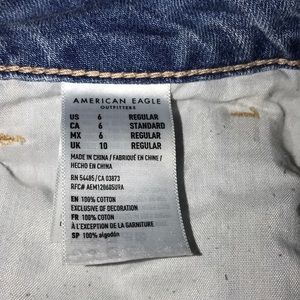 AMERICAN EAGLE
OUTFITTERS
US 6 REGULAR
CA 6 STANDARD
MX 6 REGULAR
UK 10 REGULAR
MADE IN CHINA / FABRIQUÉ EN CHINE /
HECHO EN CHINA
RN 54485/CA 03873
RFC# AEM120605U9A
EN 100% COTTON
EXCLUSIVE OF DECORATION
FR 100% COTON
À L'EXCEPTION DE LA GARNITURE
SP 100% algodón